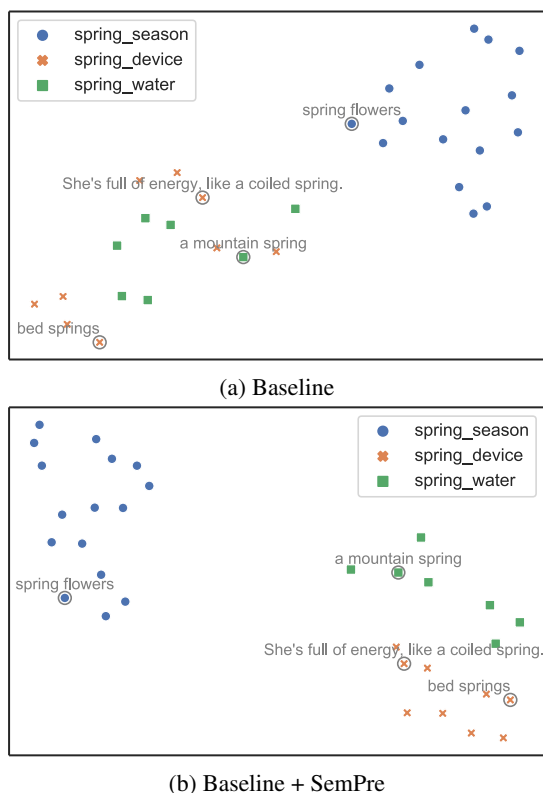 spring_season
spring_device
spring_water
spring flowers
She's full of energy, like a coiled spring.
a mountain spring
bed springs
(a) Baseline
spring_season
spring_device
spring_water
a mountain spring
spring flowers
She's full of energy, like a coiled spring.
bed springs
(b) Baseline + SemPre